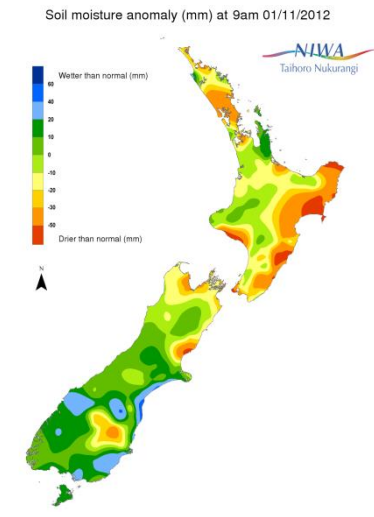 Soil moisture anomaly (mm) at 9am 01/11/2012
NIWA
Taihoro Nukurangi
Wetter than normal (mm)
60
40
20
10
0
-10
-20
-30
-50
Drier than normal (mm)
N